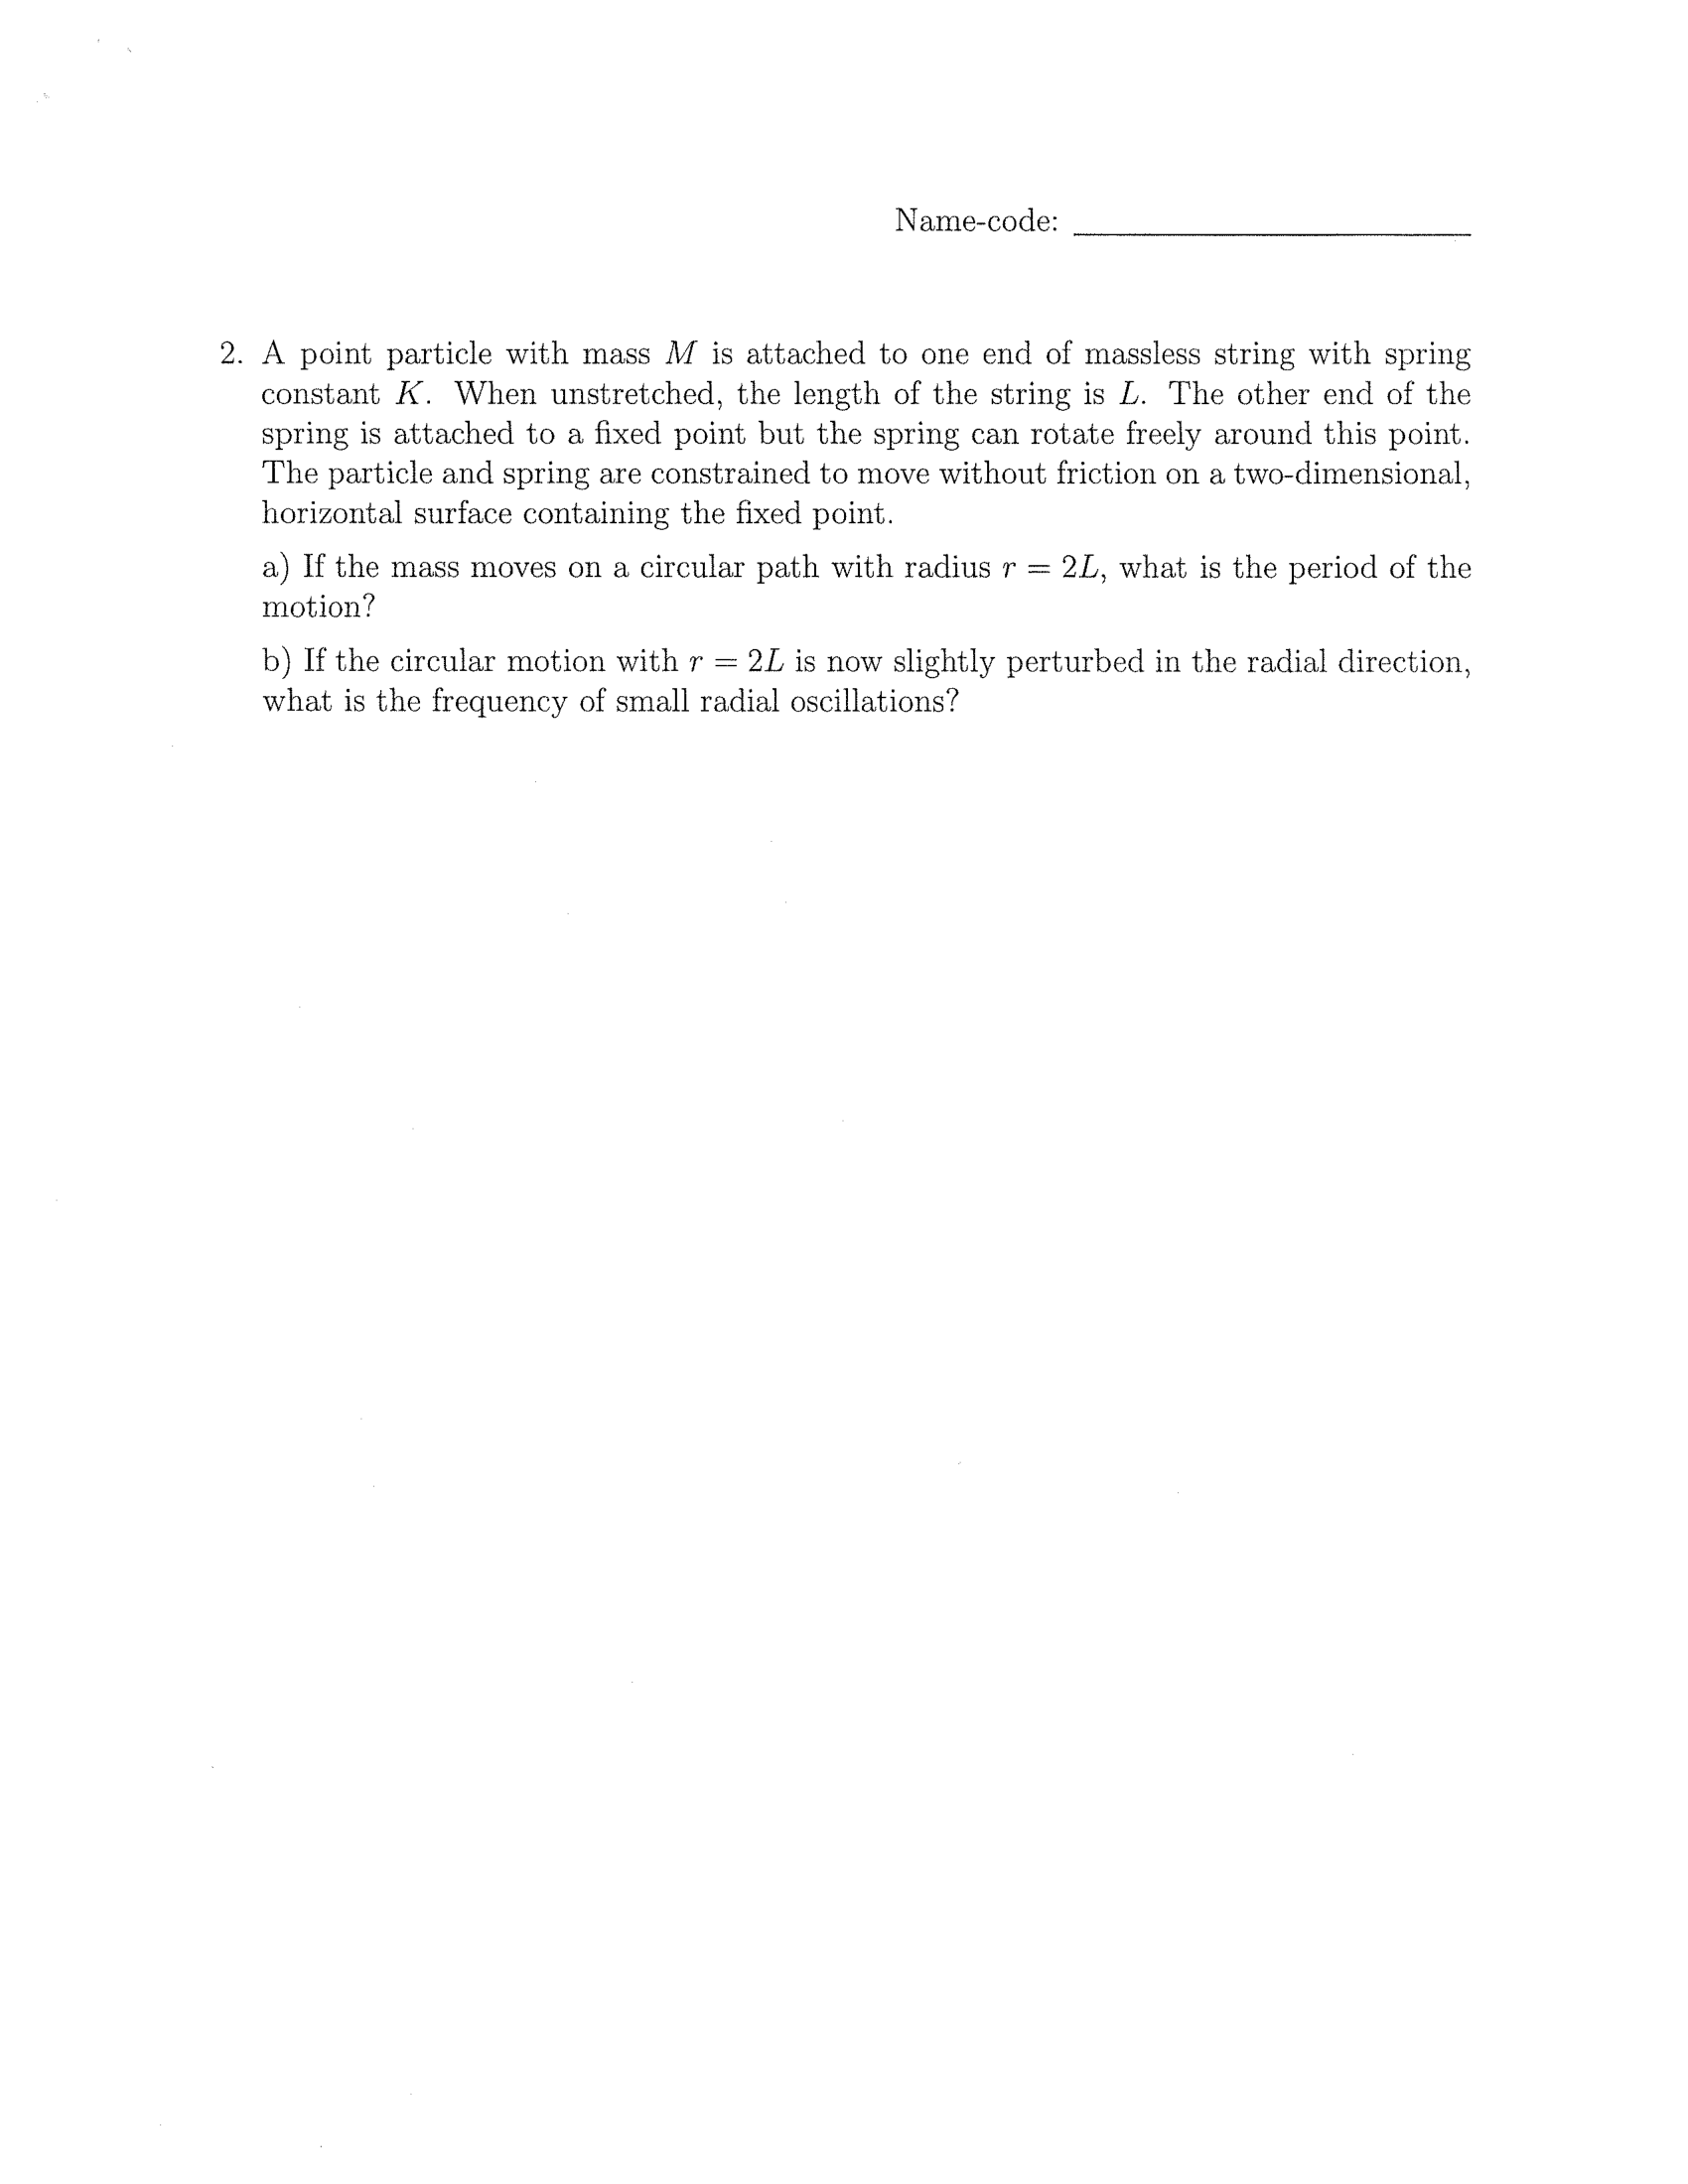 Name-code:
2. A point particle with mass M is attached to one end of massless string with spring
constant K. When unstretched, the length of the string is L. The other end of the
spring is attached to a fixed point but the spring can rotate freely around this point.
The particle and spring are constrained to move without friction on a two-dimensional,
horizontal surface containing the fixed point.
a) If the mass moves on a circular path with radius r = 2L, what is the period of the
motion?
b) If the circular motion with r = 2L is now slightly perturbed in the radial direction,
what is the frequency of small radial oscillations?